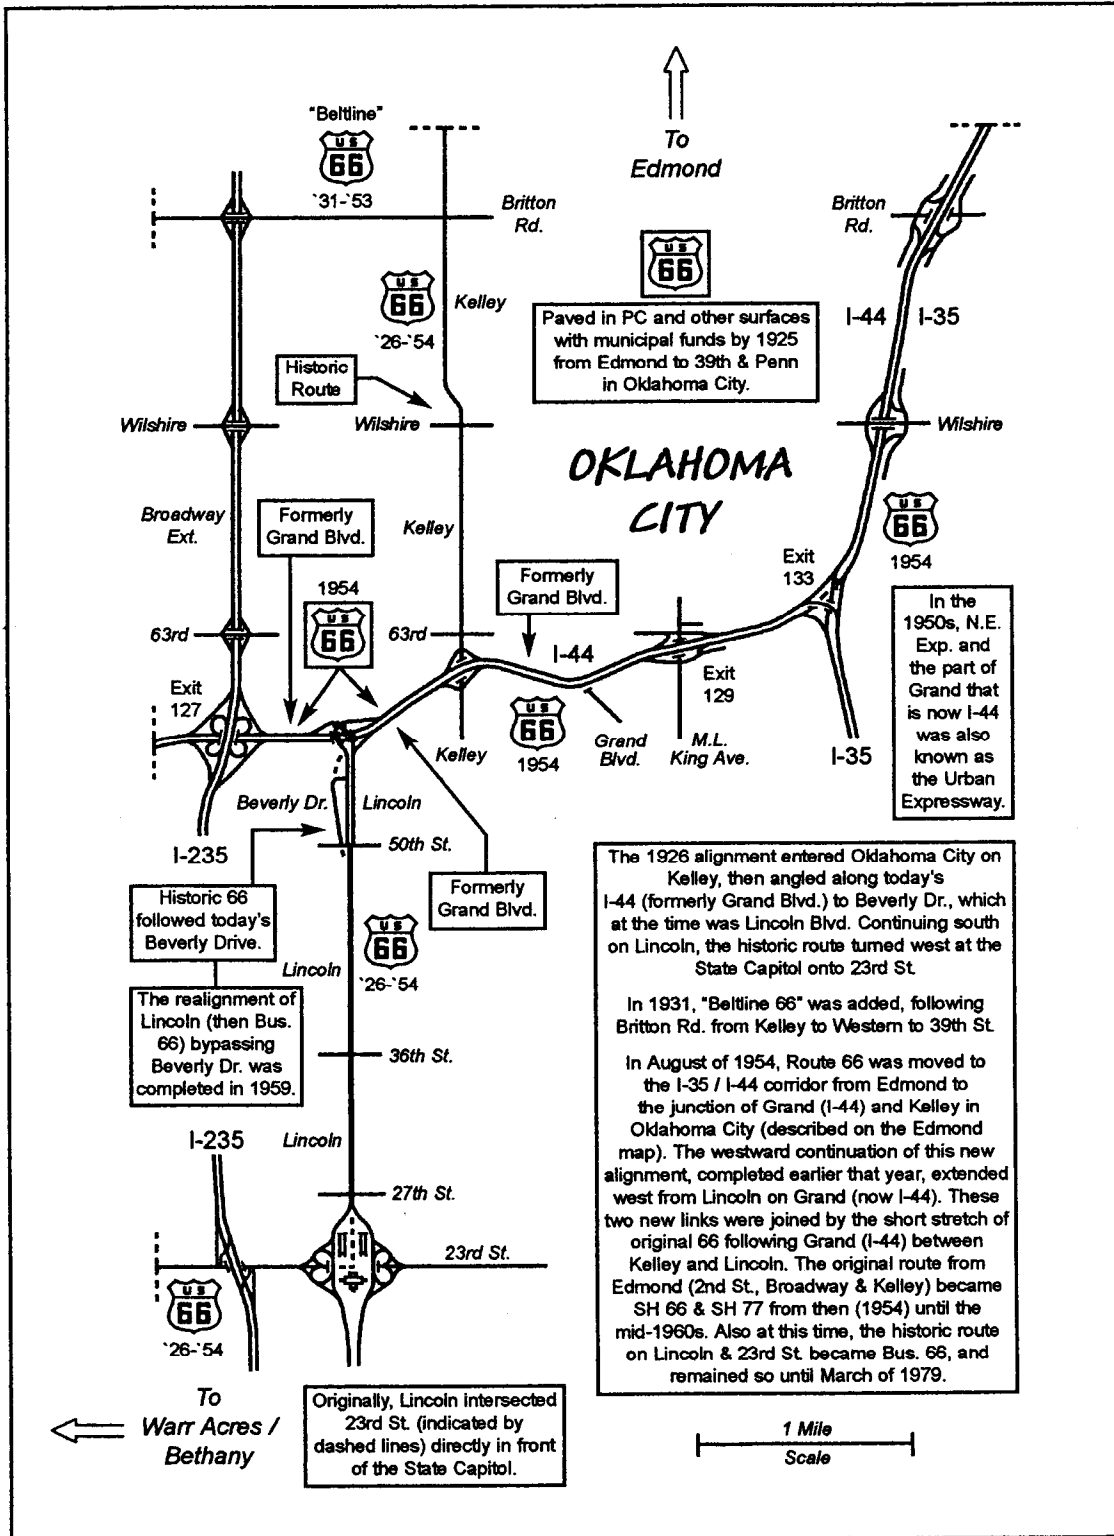 "Beltline"
US
66
`31-`53
To
Edmond
Britton
Rd.
Britton
Rd.
US
66
`26-`54
Kelley
US
66
Paved in PC and other surfaces
with municipal funds by 1925
from Edmond to 39th & Penn
in Oklahoma City.
I-44
I-35
Historic
Route
Wilshire
Wilshire
Wilshire
OKLAHOMA
CITY
Broadway
Ext.
Formerly
Grand Blvd.
Kelley
US
66
1954
Exit
133
Formerly
Grand Blvd.
1954
US
66
63rd
63rd
I-44
Exit
129
In the
1950s, N.E.
Exp. and
the part of
Grand that
is now I-44
was also
known as
the Urban
Expressway.
Exit
127
US
66
1954
Kelley
Grand
Blvd.
M.L.
King Ave.
I-35
Beverly Dr.
Lincoln
I-235
50th St.
Historic 66
followed today's
Beverly Drive.
Formerly
Grand Blvd.
The 1926 alignment entered Oklahoma City on
Kelley, then angled along today's
I-44 (formerly Grand Blvd.) to Beverly Dr., which
at the time was Lincoln Blvd. Continuing south
on Lincoln, the historic route turned west at the
State Capitol onto 23rd St.
In 1931, "Beltline 66" was added, following
Britton Rd. from Kelley to Western to 39th St.
In August of 1954, Route 66 was moved to
the I-35 / I-44 corridor from Edmond to
the junction of Grand (I-44) and Kelley in
Oklahoma City (described on the Edmond
map). The westward continuation of this new
alignment, completed earlier that year, extended
west from Lincoln on Grand (now I-44). These
two new links were joined by the short stretch of
original 66 following Grand (I-44) between
Kelley and Lincoln. The original route from
Edmond (2nd St., Broadway & Kelley) became
SH 66 & SH 77 from then (1954) until the
mid-1960s. Also at this time, the historic route
on Lincoln & 23rd St. became Bus. 66, and
remained so until March of 1979.
US
66
`26-`54
Lincoln
The realignment of
Lincoln (then Bus.
66) bypassing
Beverly Dr. was
completed in 1959.
36th St.
I-235
Lincoln
27th St.
23rd St.
US
66
`26-`54
To
Warr Acres /
Bethany
Originally, Lincoln intersected
23rd St. (indicated by
dashed lines) directly in front
of the State Capitol.
1 Mile
Scale